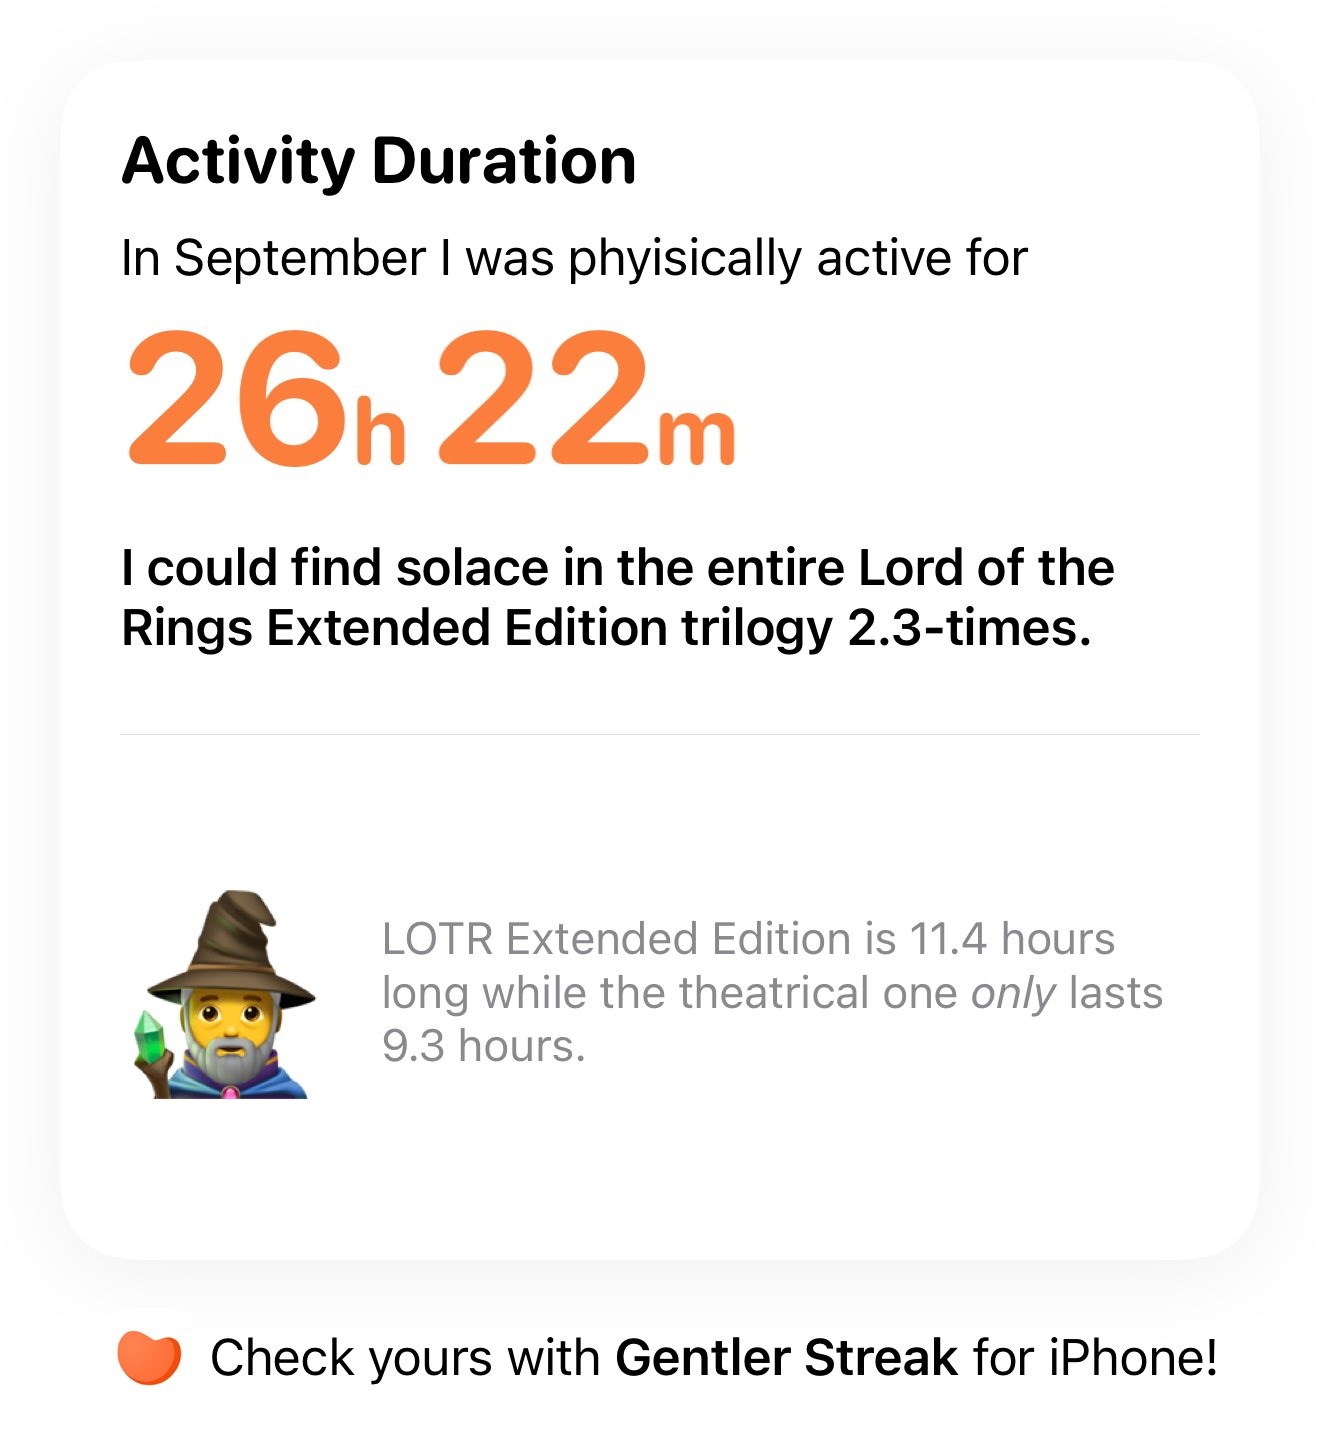 Activity Duration
In September I was phyisically active for
26h 22m
I could find solace in the entire Lord of the
Rings Extended Edition trilogy 2.3-times.
LOTR Extended Edition is 11.4 hours
long while the theatrical one only lasts
9.3 hours.
Check yours with Gentler Streak for iPhone!